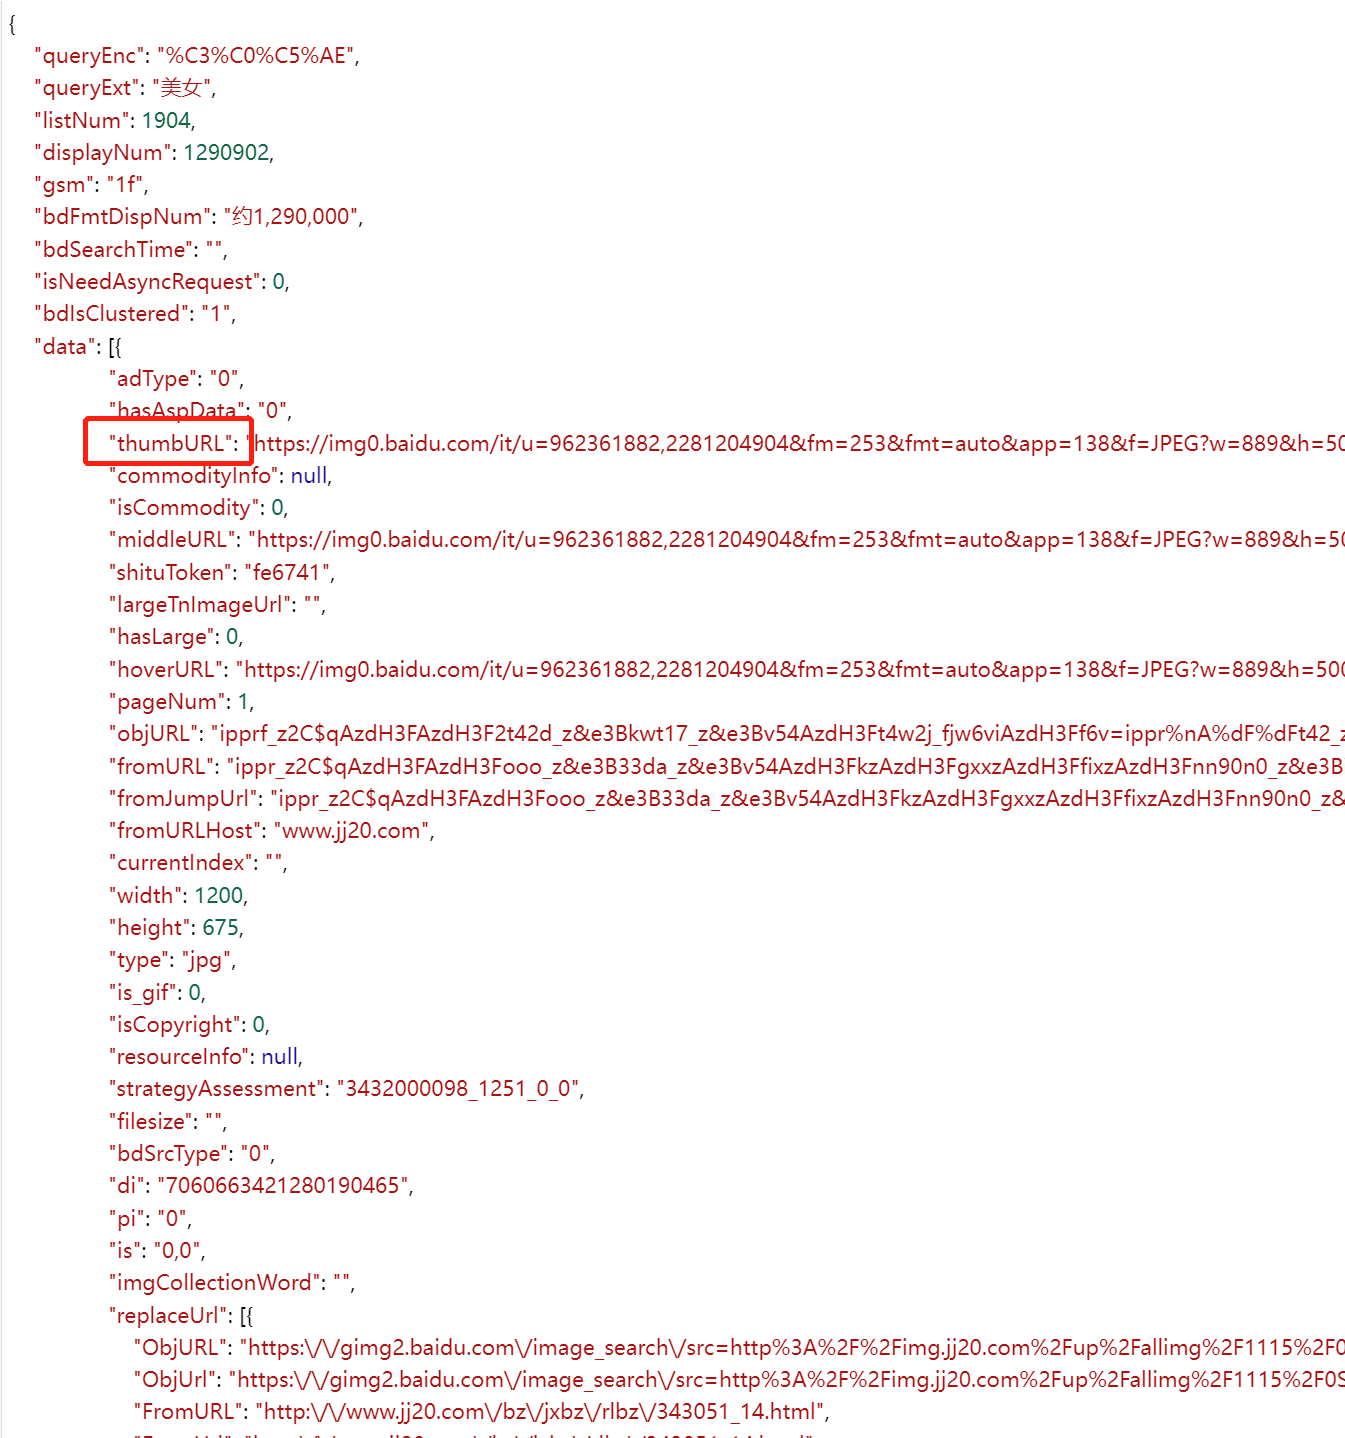 {
"queryEnc": "%C3%C0%C5%AE",
"queryExt": "美女",
"listNum": 1904,
"displayNum": 1290902,
"gsm": "1f",
"bdFmtDispNum": "约1,290,000",
"bdSearchTime": "",
"isNeedAsyncRequest": 0,
"bdIsClustered": "1",
"data": [{
"adType": "0",
"hasAspData": "0",
"thumbURL": "https://img0.baidu.com/it/u=962361882,2281204904&fm=253&fmt=auto&app=138&f=JPEG?w=889&h=50
"commodityInfo": null,
"isCommodity": 0,
"middleURL": "https://img0.baidu.com/it/u=962361882,2281204904&fm=253&fmt=auto&app=138&f=JPEG?w=889&h=50
"shituToken": "fe6741",
"largeTnImageUrl": "",
"hasLarge": 0,
"hoverURL": "https://img0.baidu.com/it/u=962361882,2281204904&fm=253&fmt=auto&app=138&f=JPEG?w=889&h=500
"pageNum": 1,
"objURL": "ipprf_z2C$qAzdH3FAzdH3F2t42d_z&e3Bkwt17_z&e3Bv54AzdH3Ft4w2j_fjw6viAzdH3Ff6v=ippr%nA%dF%dFt42_z
"fromURL": "ippr_z2C$qAzdH3FAzdH3Fooo_z&e3B33da_z&e3Bv54AzdH3FkzAzdH3FgxxzAzdH3FfixzAzdH3Fnn90n0_z&e3B
"fromJumpUrl": "ippr_z2C$qAzdH3FAzdH3Fooo_z&e3B33da_z&e3Bv54AzdH3FkzAzdH3FgxxzAzdH3FfixzAzdH3Fnn90n0_z&
"fromURLHost": "www.jj20.com",
"currentIndex": "",
"width": 1200,
"height": 675,
"type": "jpg",
"is_gif": 0,
"isCopyright": 0,
"resourceInfo": null,
"strategyAssessment": "3432000098_1251_0_0",
"filesize": "",
"bdSrcType": "0",
"di": "7060663421280190465",
"pi": "0",
"is": "0,0",
"imgCollectionWord": "",
"replaceUrl": [{
"ObjURL": "https:\/\/gimg2.baidu.com\/image_search\/src=http%3A%2F%2Fimg.jj20.com%2Fup%2Fallimg%2F1115%2F0
"ObjUrl": "https:\/\/gimg2.baidu.com\/image_search\/src=http%3A%2F%2Fimg.jj20.com%2Fup%2Fallimg%2F1115%2F0S
"FromURL": "http:\/\/www.jj20.com\/bz\/jxbz\/rlbz\/343051_14.html",